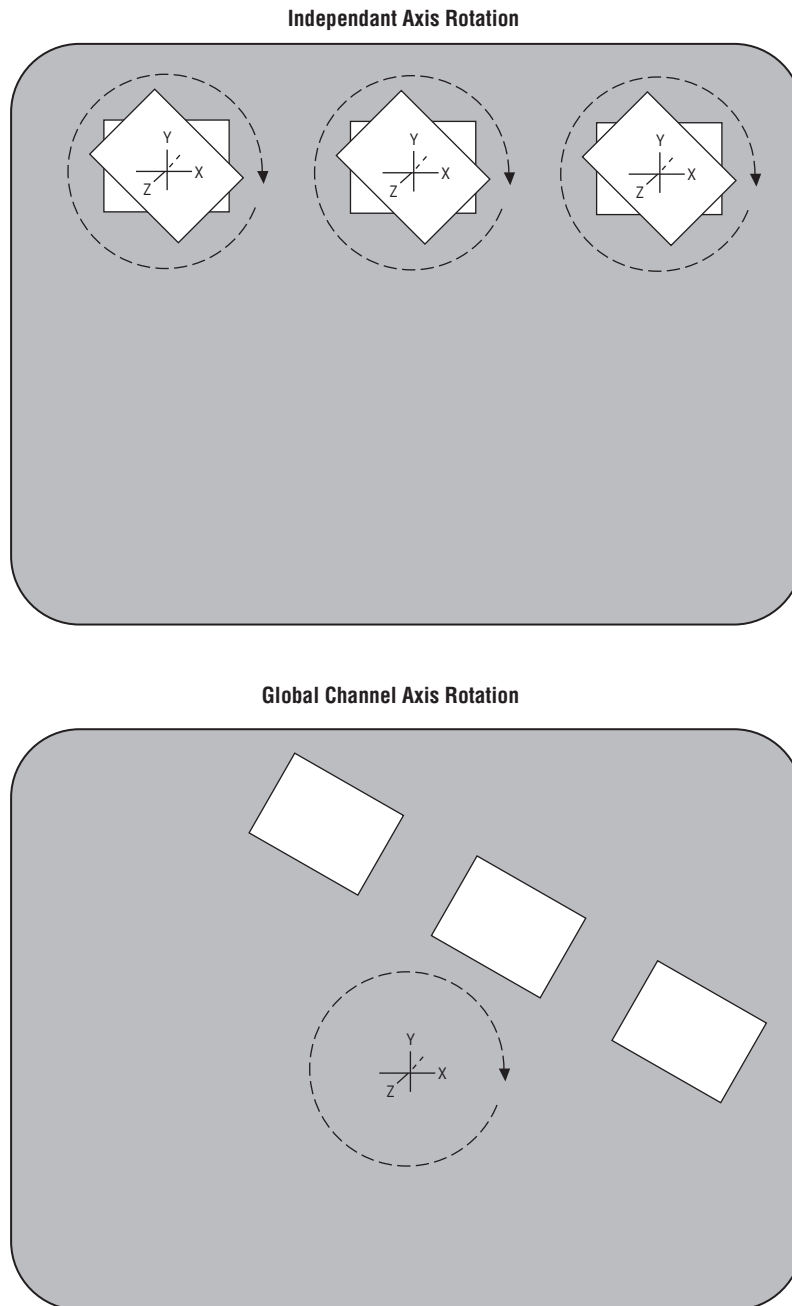 Independant Axis Rotation
Y Y Y
X X X
Z Z Z
Global Channel Axis Rotation
Y
X
Z